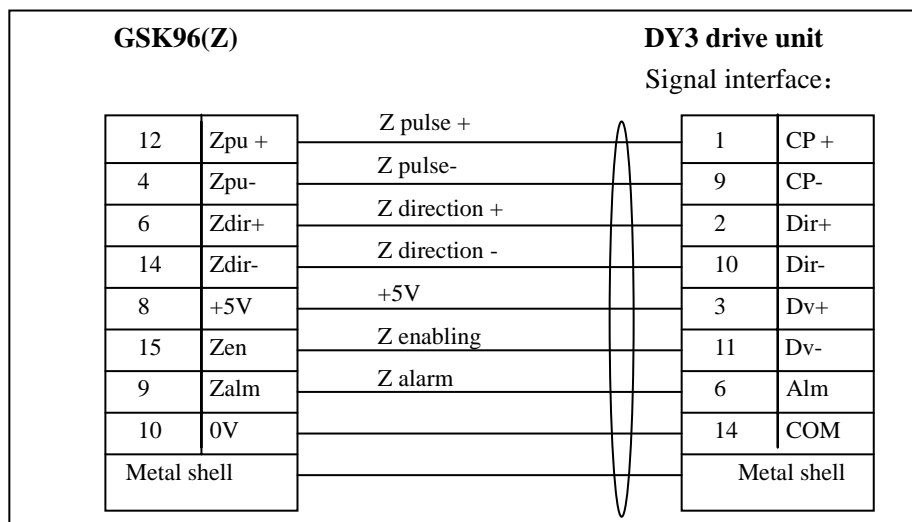 GSK96(Z) DY3 drive unit
Signal interface：
12 Zpu + Z pulse + 1 CP +
4 Zpu- Z pulse- 9 CP-
6 Zdir+ Z direction + 2 Dir+
14 Zdir- Z direction - 10 Dir-
8 +5V +5V 3 Dv+
15 Zen Z enabling 11 Dv-
9 Zalm Z alarm 6 Alm
10 0V 14 COM
Metal shell Metal shell